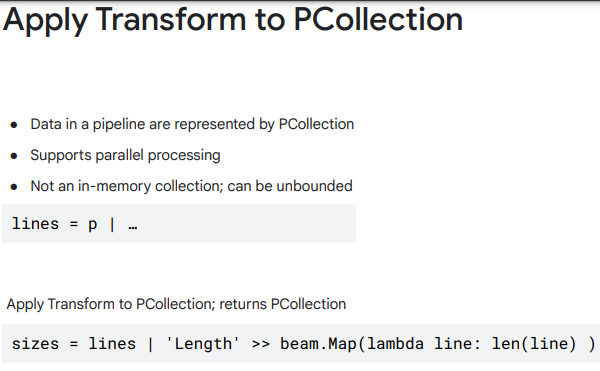 Apply Transform to PCollection
● Data in a pipeline are represented by PCollection
● Supports parallel processing
● Not an in-memory collection; can be unbounded
lines = p | …
Apply Transform to PCollection; returns PCollection
sizes = lines | 'Length' >> beam.Map(lambda line: len(line) )